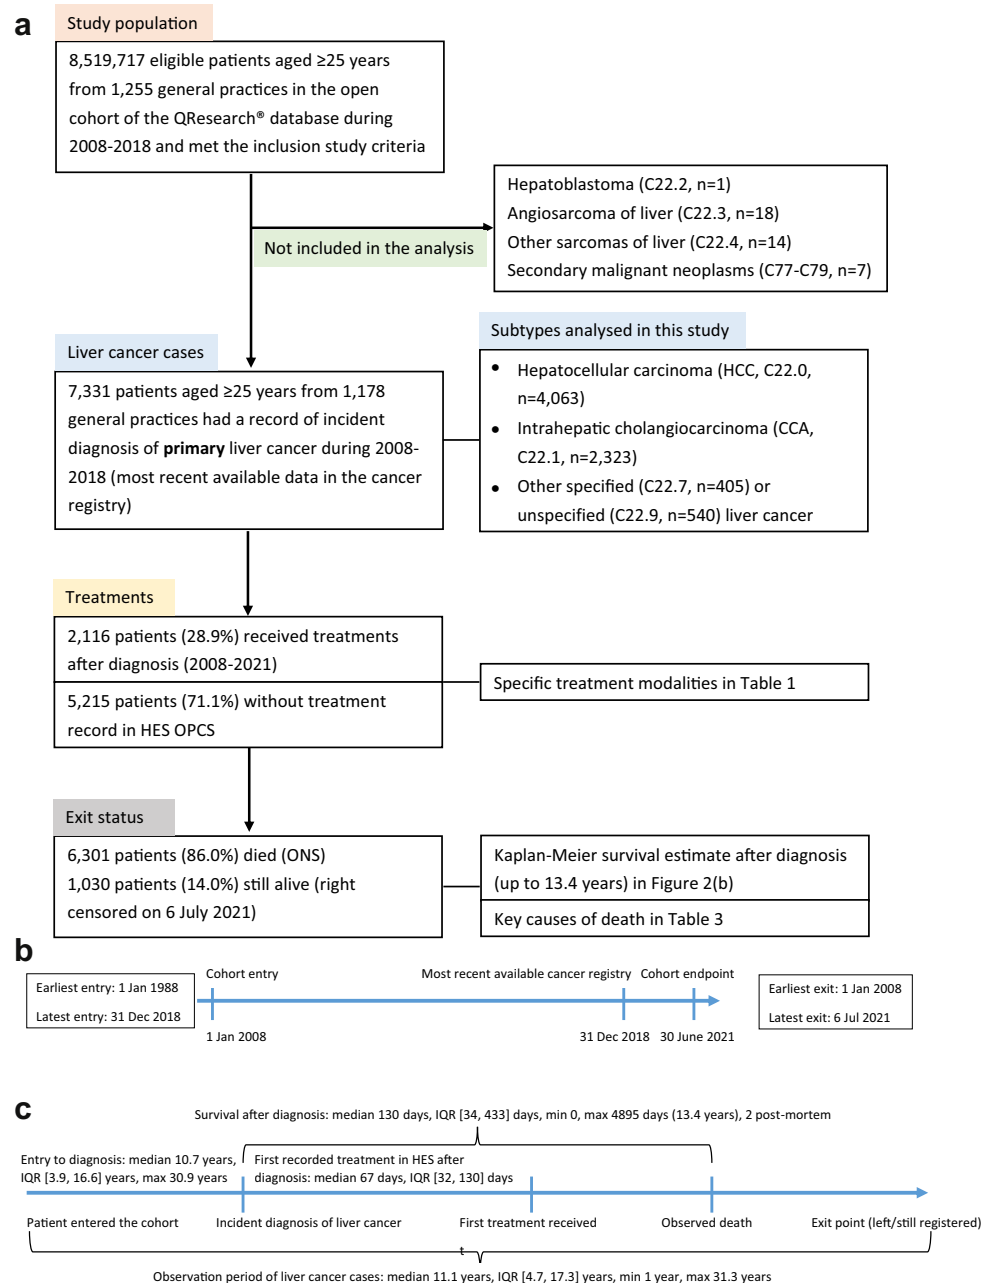 a
Study population
8,519,717 eligible patients aged ≥25 years
from 1,255 general practices in the open
cohort of the QResearch® database during
2008-2018 and met the inclusion study criteria
Hepatoblastoma (C22.2, n=1)
Angiosarcoma of liver (C22.3, n=18)
Other sarcomas of liver (C22.4, n=14)
Secondary malignant neoplasms (C77-C79, n=7)
Not included in the analysis
Liver cancer cases
7,331 patients aged ≥25 years from 1,178
general practices had a record of incident
diagnosis of primary liver cancer during 2008-
2018 (most recent available data in the cancer
registry)
Subtypes analysed in this study
• Hepatocellular carcinoma (HCC, C22.0,
n=4,063)
• Intrahepatic cholangiocarcinoma (CCA,
C22.1, n=2,323)
• Other specified (C22.7, n=405) or
unspecified (C22.9, n=540) liver cancer
Treatments
2,116 patients (28.9%) received treatments
after diagnosis (2008-2021)
5,215 patients (71.1%) without treatment
record in HES OPCS
Specific treatment modalities in Table 1
Exit status
6,301 patients (86.0%) died (ONS)
1,030 patients (14.0%) still alive (right
censored on 6 July 2021)
Kaplan-Meier survival estimate after diagnosis
(up to 13.4 years) in Figure 2(b)
Key causes of death in Table 3
b
Earliest entry: 1 Jan 1988
Latest entry: 31 Dec 2018
Cohort entry
Most recent available cancer registry
Cohort endpoint
1 Jan 2008
31 Dec 2018
30 June 2021
Earliest exit: 1 Jan 2008
Latest exit: 6 Jul 2021
c
Survival after diagnosis: median 130 days, IQR [34, 433] days, min 0, max 4895 days (13.4 years), 2 post-mortem
Entry to diagnosis: median 10.7 years,
IQR [3.9, 16.6] years, max 30.9 years
First recorded treatment in HES after
diagnosis: median 67 days, IQR [32, 130] days
Patient entered the cohort
Incident diagnosis of liver cancer
First treatment received
Observed death
Exit point (left/still registered)
t
Observation period of liver cancer cases: median 11.1 years, IQR [4.7, 17.3] years, min 1 year, max 31.3 years